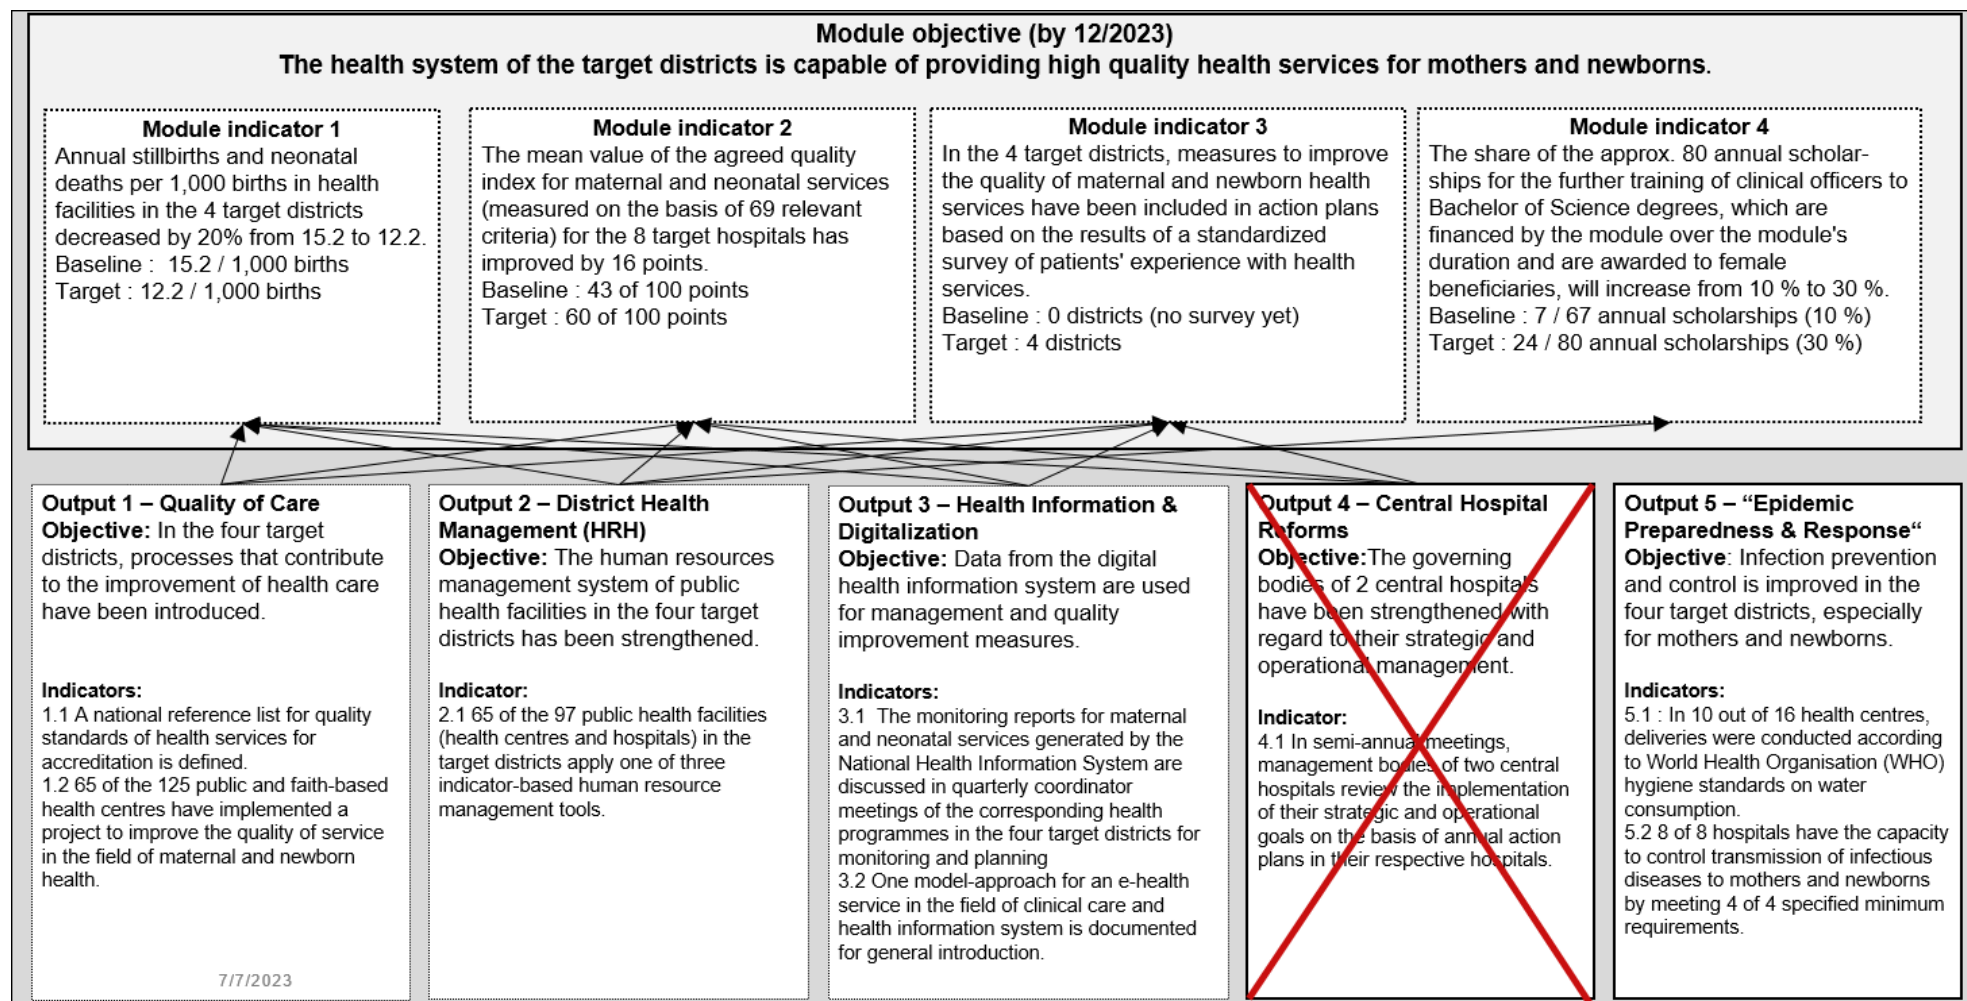 Module objective (by 12/2023)
The health system of the target districts is capable of providing high quality health services for mothers and newborns.
Module indicator 1
Annual stillbirths and neonatal
deaths per 1,000 births in health
facilities in the 4 target districts
decreased by 20% from 15.2 to 12.2.
Baseline :  15.2 / 1,000 births
Target : 12.2 / 1,000 births
Module indicator 2
The mean value of the agreed quality
index for maternal and neonatal services
(measured on the basis of 69 relevant
criteria) for the 8 target hospitals has
improved by 16 points.
Baseline : 43 of 100 points
Target : 60 of 100 points
Module indicator 3
In the 4 target districts, measures to improve
the quality of maternal and newborn health
services have been included in action plans
based on the results of a standardized
survey of patients' experience with health
services.
Baseline : 0 districts (no survey yet)
Target : 4 districts
Module indicator 4
The share of the approx. 80 annual scholar-
ships for the further training of clinical officers to
Bachelor of Science degrees, which are
financed by the module over the module's
duration and are awarded to female
beneficiaries, will increase from 10 % to 30 %.
Baseline : 7 / 67 annual scholarships (10 %)
Target : 24 / 80 annual scholarships (30 %)
Output 1 – Quality of Care
Objective: In the four target
districts, processes that contribute
to the improvement of health care
have been introduced.
Indicators:
1.1 A national reference list for quality
standards of health services for
accreditation is defined.
1.2 65 of the 125 public and faith-based
health centres have implemented a
project to improve the quality of service
in the field of maternal and newborn
health.
7/7/2023
Output 2 – District Health
Management (HRH)
Objective: The human resources
management system of public
health facilities in the four target
districts has been strengthened.
Indicator:
2.1 65 of the 97 public health facilities
(health centres and hospitals) in the
target districts apply one of three
indicator-based human resource
management tools.
Output 3 – Health Information &
Digitalization
Objective: Data from the digital
health information system are used
for management and quality
improvement measures.
Indicators:
3.1  The monitoring reports for maternal
and neonatal services generated by the
National Health Information System are
discussed in quarterly coordinator
meetings of the corresponding health
programmes in the four target districts for
monitoring and planning
3.2 One model-approach for an e-health
service in the field of clinical care and
health information system is documented
for general introduction.
Output 4 – Central Hospital
Reforms
Objective:The governing
bodies of 2 central hospitals
have been strengthened with
regard to their strategic and
operational management.
Indicator:
4.1 In semi-annual meetings,
management bodies of two central
hospitals review the implementation
of their strategic and operational
goals on the basis of annual action
plans in their respective hospitals.
Output 5 – “Epidemic
Preparedness & Response“
Objective: Infection prevention
and control is improved in the
four target districts, especially
for mothers and newborns.
Indicators:
5.1 : In 10 out of 16 health centres,
deliveries were conducted according
to World Health Organisation (WHO)
hygiene standards on water
consumption.
5.2 8 of 8 hospitals have the capacity
to control transmission of infectious
diseases to mothers and newborns
by meeting 4 of 4 specified minimum
requirements.